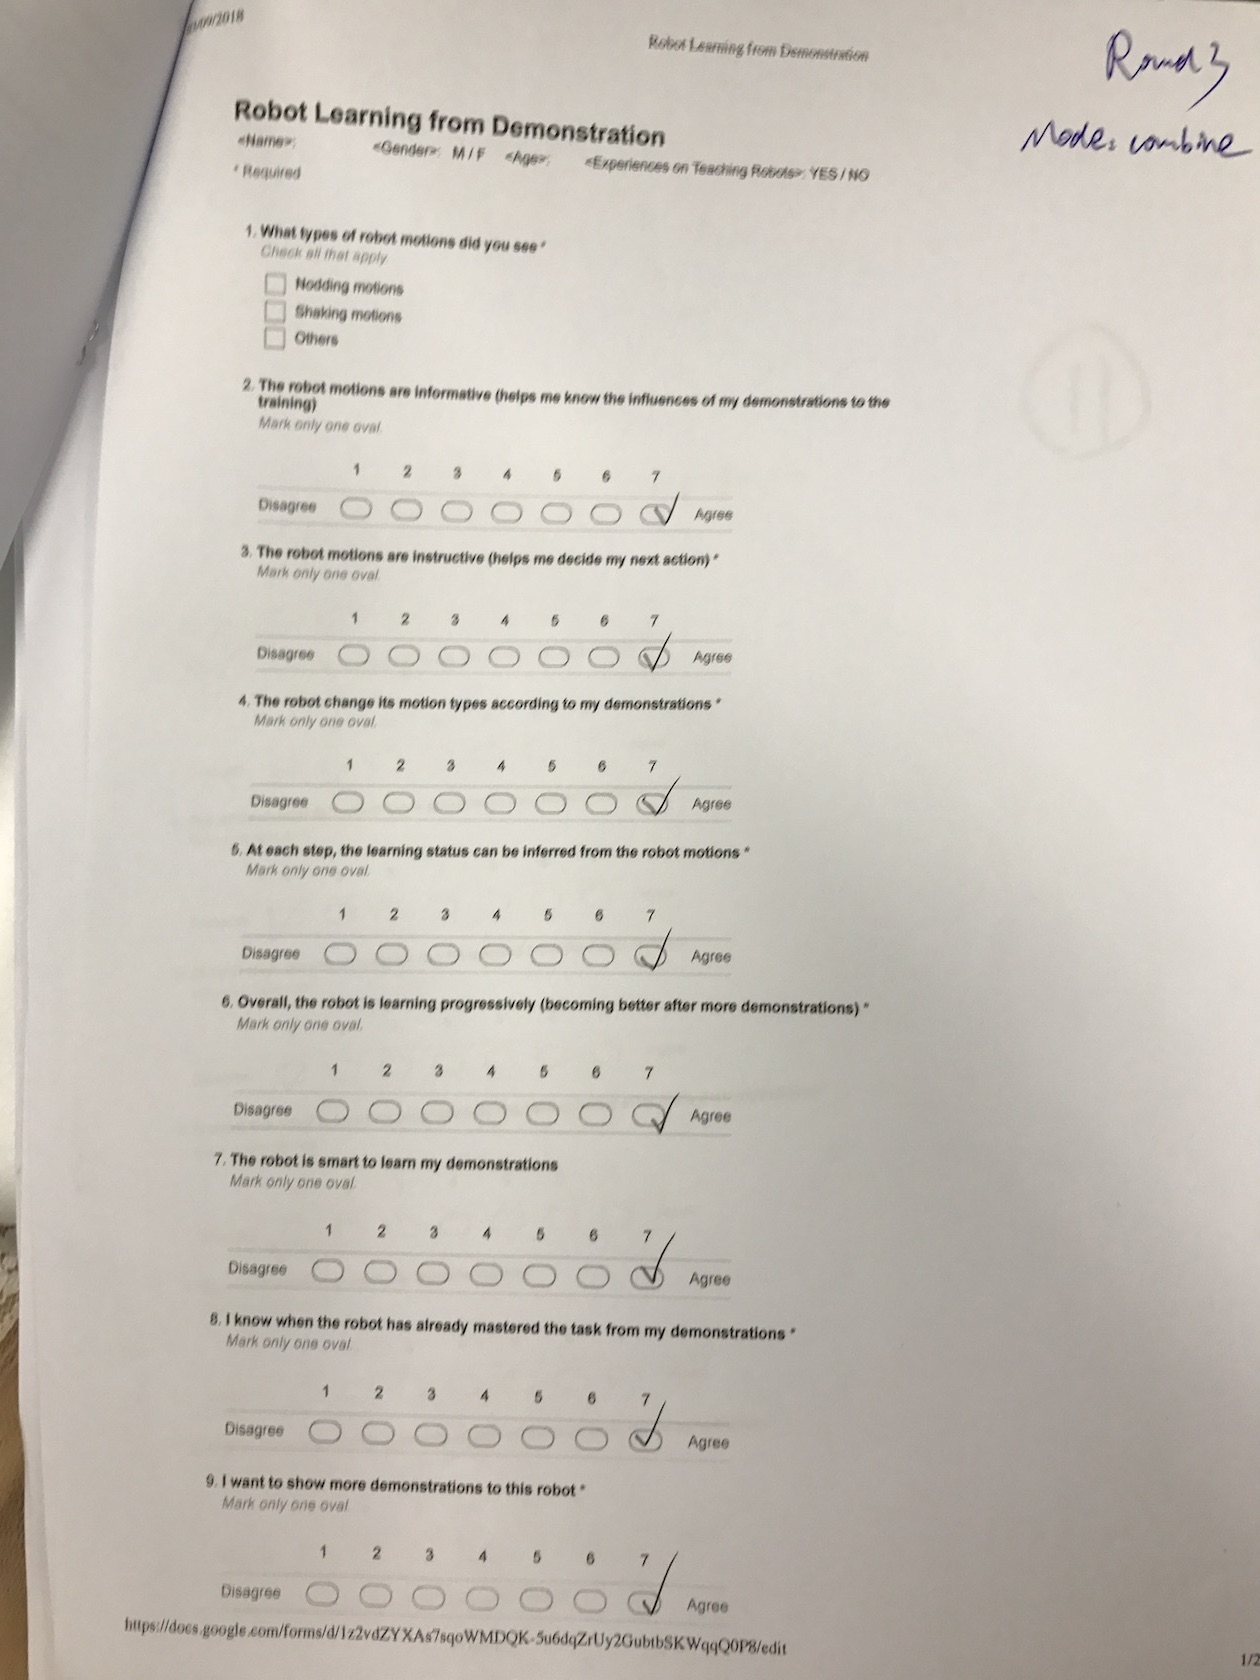 /09/2018
Robot Learning from Demonstration
Round 3
Mode: combine
Robot Learning from Demonstration
<Name>: <Gender>: M / F <Age>: <Experiences on Teaching Robots>: YES / NO
* Required
1. What types of robot motions did you see *
Check all that apply.
Nodding motions
Shaking motions
Others
11
2. The robot motions are informative (helps me know the influences of my demonstrations to the
training)
Mark only one oval.
1 2 3 4 5 6 7
Disagree Agree
3. The robot motions are instructive (helps me decide my next action) *
Mark only one oval.
1 2 3 4 5 6 7
Disagree Agree
4. The robot change its motion types according to my demonstrations *
Mark only one oval.
1 2 3 4 5 6 7
Disagree Agree
5. At each step, the learning status can be inferred from the robot motions *
Mark only one oval.
1 2 3 4 5 6 7
Disagree Agree
6. Overall, the robot is learning progressively (becoming better after more demonstrations) *
Mark only one oval.
1 2 3 4 5 6 7
Disagree Agree
7. The robot is smart to learn my demonstrations
Mark only one oval.
1 2 3 4 5 6 7
Disagree Agree
8. I know when the robot has already mastered the task from my demonstrations *
Mark only one oval.
1 2 3 4 5 6 7
Disagree Agree
9. I want to show more demonstrations to this robot *
Mark only one oval.
1 2 3 4 5 6 7
Disagree Agree
https://docs.google.com/forms/d/1z2vdZYXAs7sqoWMDQK-5u6dqZrUy2GubtbSKWqqQ0P8/edit
1/2